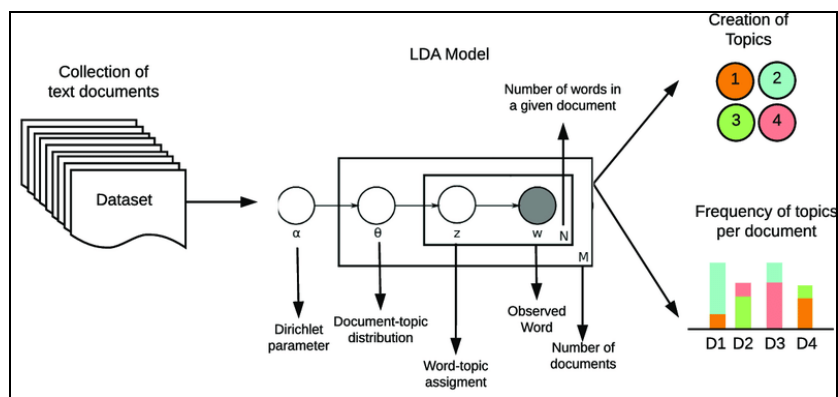 Collection of
text documents
Dataset
LDA Model
Number of words in
a given document
α
θ
z
w
N
M
Dirichlet
parameter
Document-topic
distribution
Word-topic
assigment
Observed
Word
Number of
documents
Creation of
Topics
1
2
3
4
Frequency of topics
per document
D1 D2 D3 D4